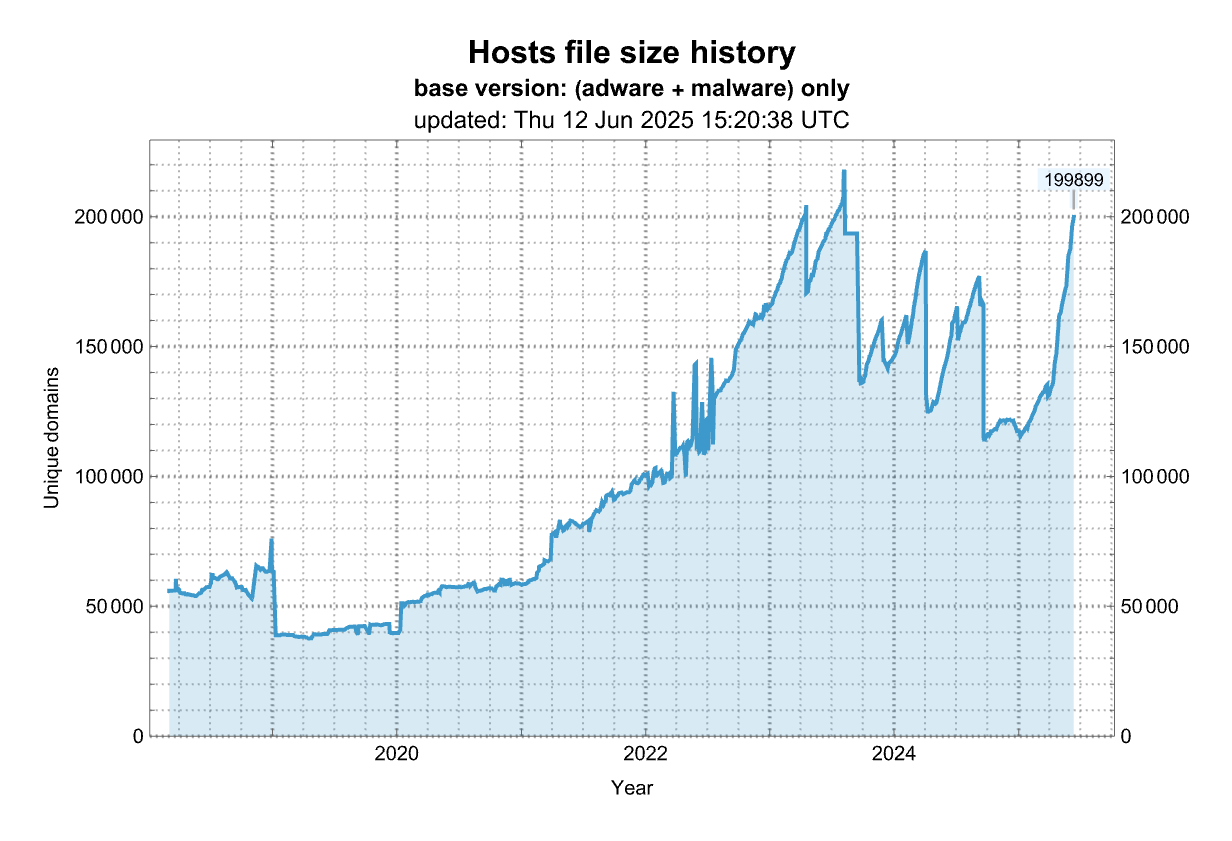 Hosts file size history
base version: (adware + malware) only
updated: Thu 12 Jun 2025 15:20:38 UTC
199899
200 000
200 000
150 000
150 000
100 000
100 000
50 000
50 000
0
0
Unique domains
2020
2022
2024
Year